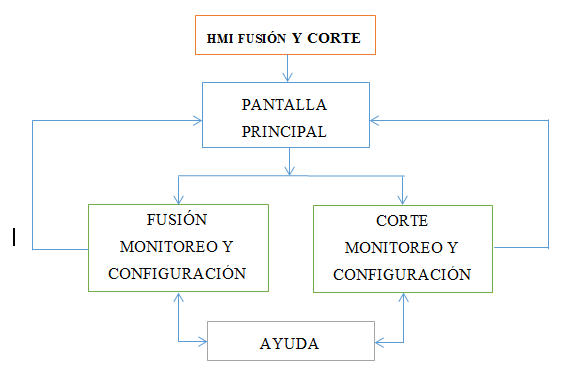 HMI FUSIÓN Y CORTE
PANTALLA
PRINCIPAL
FUSIÓN
MONITOREO Y
CONFIGURACIÓN
CORTE
MONITOREO Y
CONFIGURACIÓN
AYUDA